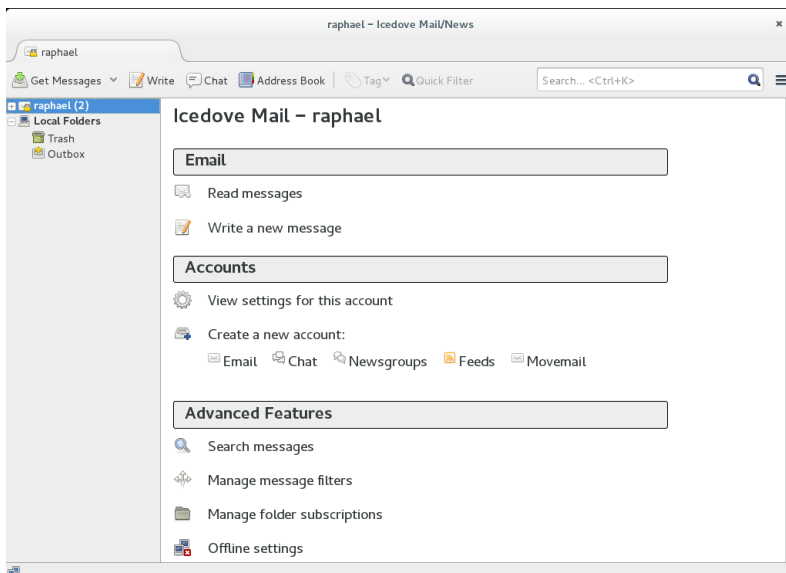 raphael – Icedove Mail/News
raphael
Get Messages Write Chat Address Book Tag Quick Filter Search... <Ctrl+K>
raphael (2)
Local Folders
Trash
Outbox
Icedove Mail – raphael
Email
Read messages
Write a new message
Accounts
View settings for this account
Create a new account:
Email Chat Newsgroups Feeds Movemail
Advanced Features
Search messages
Manage message filters
Manage folder subscriptions
Offline settings